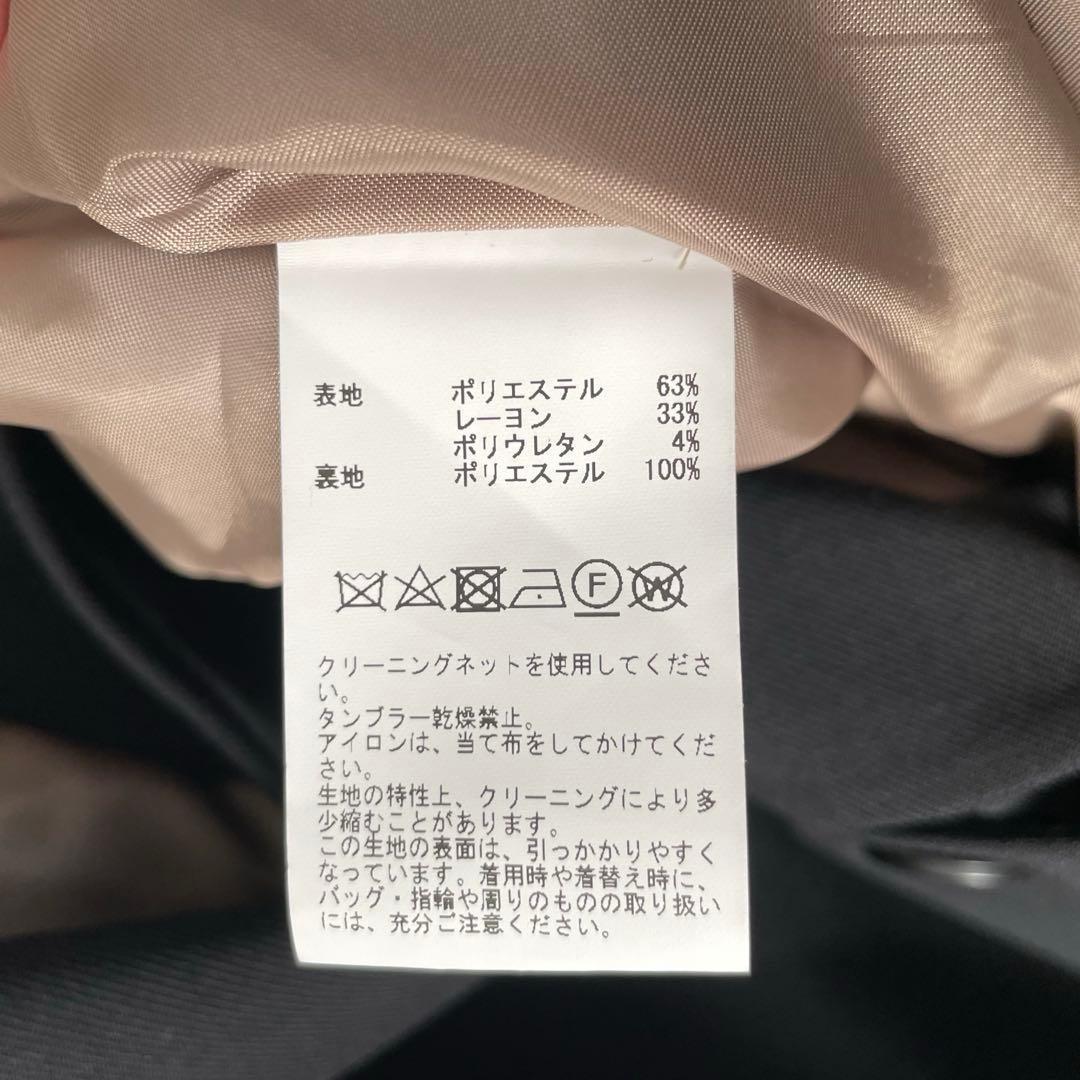 表地 ポリエステル 63%
レーヨン 33%
ポリウレタン 4%
裏地 ポリエステル 100%
F W
クリーニングネットを使用してくださ
い。
タンブラー乾燥禁止。
アイロンは、当て布をしてかけてくだ
さい。
生地の特性上、クリーニングにより多
少縮むことがあります。
この生地の表面は、引っかかりやすく
なっています。着用時や着替え時に、
バッグ・指輪や周りのものの取り扱い
には、充分ご注意ください。